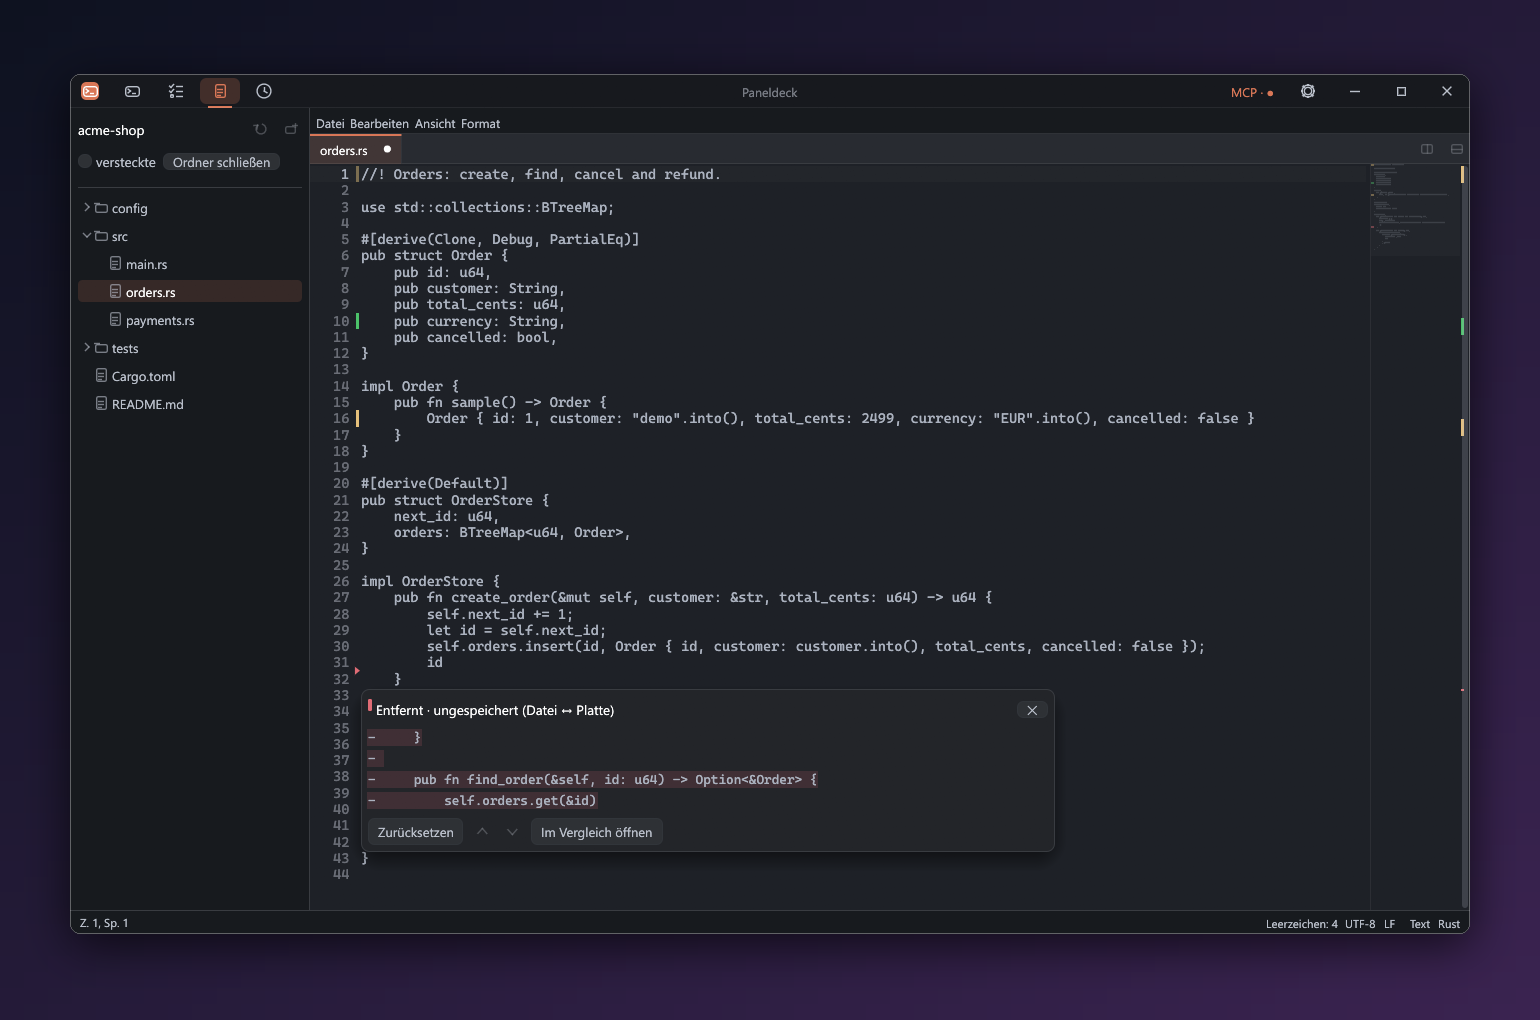 Paneldeck
MCP ·
acme-shop
versteckte
Ordner schließen
config
src
main.rs
orders.rs
payments.rs
tests
Cargo.toml
README.md
Datei Bearbeiten Ansicht Format
orders.rs
1 //! Orders: create, find, cancel and refund.
2
3 use std::collections::BTreeMap;
4
5 #[derive(Clone, Debug, PartialEq)]
6 pub struct Order {
7     pub id: u64,
8     pub customer: String,
9     pub total_cents: u64,
10     pub currency: String,
11     pub cancelled: bool,
12 }
13
14 impl Order {
15     pub fn sample() -> Order {
16         Order { id: 1, customer: "demo".into(), total_cents: 2499, currency: "EUR".into(), cancelled: false }
17     }
18 }
19
20 #[derive(Default)]
21 pub struct OrderStore {
22     next_id: u64,
23     orders: BTreeMap<u64, Order>,
24 }
25
26 impl OrderStore {
27     pub fn create_order(&mut self, customer: &str, total_cents: u64) -> u64 {
28         self.next_id += 1;
29         let id = self.next_id;
30         self.orders.insert(id, Order { id, customer: customer.into(), total_cents, cancelled: false });
31         id
32     }
33
34
35
36
37
38
39
40
41
42
43 }
44
Entfernt · ungespeichert (Datei ↔ Platte)
-     }
-
-     pub fn find_order(&self, id: u64) -> Option<&Order> {
-         self.orders.get(&id)
Zurücksetzen
Im Vergleich öffnen
Z. 1, Sp. 1
Leerzeichen: 4 UTF-8 LF Text Rust